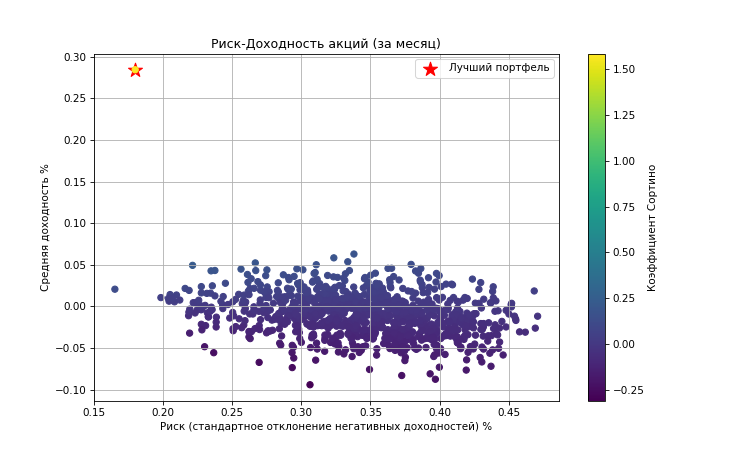 Риск-Доходность акций (за месяц)
Лучший портфель
Средняя доходность %
0.30
0.25
0.20
0.15
0.10
0.05
0.00
−0.05
−0.10
0.15 0.20 0.25 0.30 0.35 0.40 0.45
Риск (стандартное отклонение негативных доходностей) %
1.50
1.25
1.00
0.75
0.50
0.25
0.00
−0.25
Коэффициент Сортино